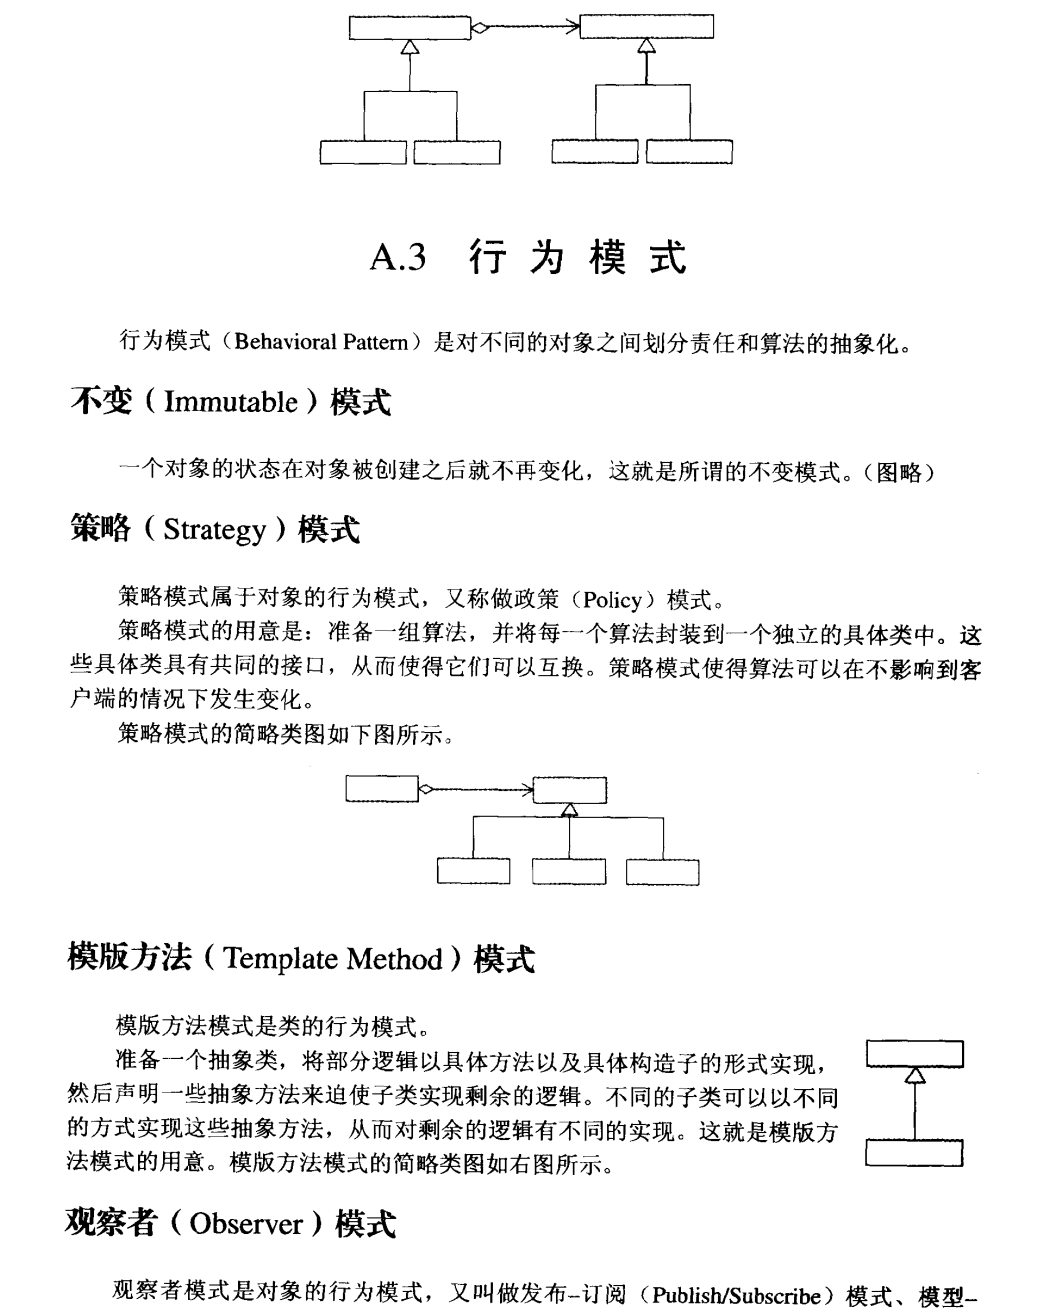 A.3 行为模式
行为模式（Behavioral Pattern）是对不同的对象之间划分责任和算法的抽象化。
不变（Immutable）模式
一个对象的状态在对象被创建之后就不再变化，这就是所谓的不变模式。（图略）
策略（Strategy）模式
策略模式属于对象的行为模式，又称做政策（Policy）模式。
策略模式的用意是：准备一组算法，并将每一个算法封装到一个独立的具体类中。这
些具体类具有共同的接口，从而使得它们可以互换。策略模式使得算法可以在不影响到客
户端的情况下发生变化。
策略模式的简略类图如下图所示。
模版方法（Template Method）模式
模版方法模式是类的行为模式。
准备一个抽象类，将部分逻辑以具体方法以及具体构造子的形式实现，
然后声明一些抽象方法来迫使子类实现剩余的逻辑。不同的子类可以以不同
的方式实现这些抽象方法，从而对剩余的逻辑有不同的实现。这就是模版方
法模式的用意。模版方法模式的简略类图如右图所示。
观察者（Observer）模式
观察者模式是对象的行为模式，又叫做发布–订阅（Publish/Subscribe）模式、模型–